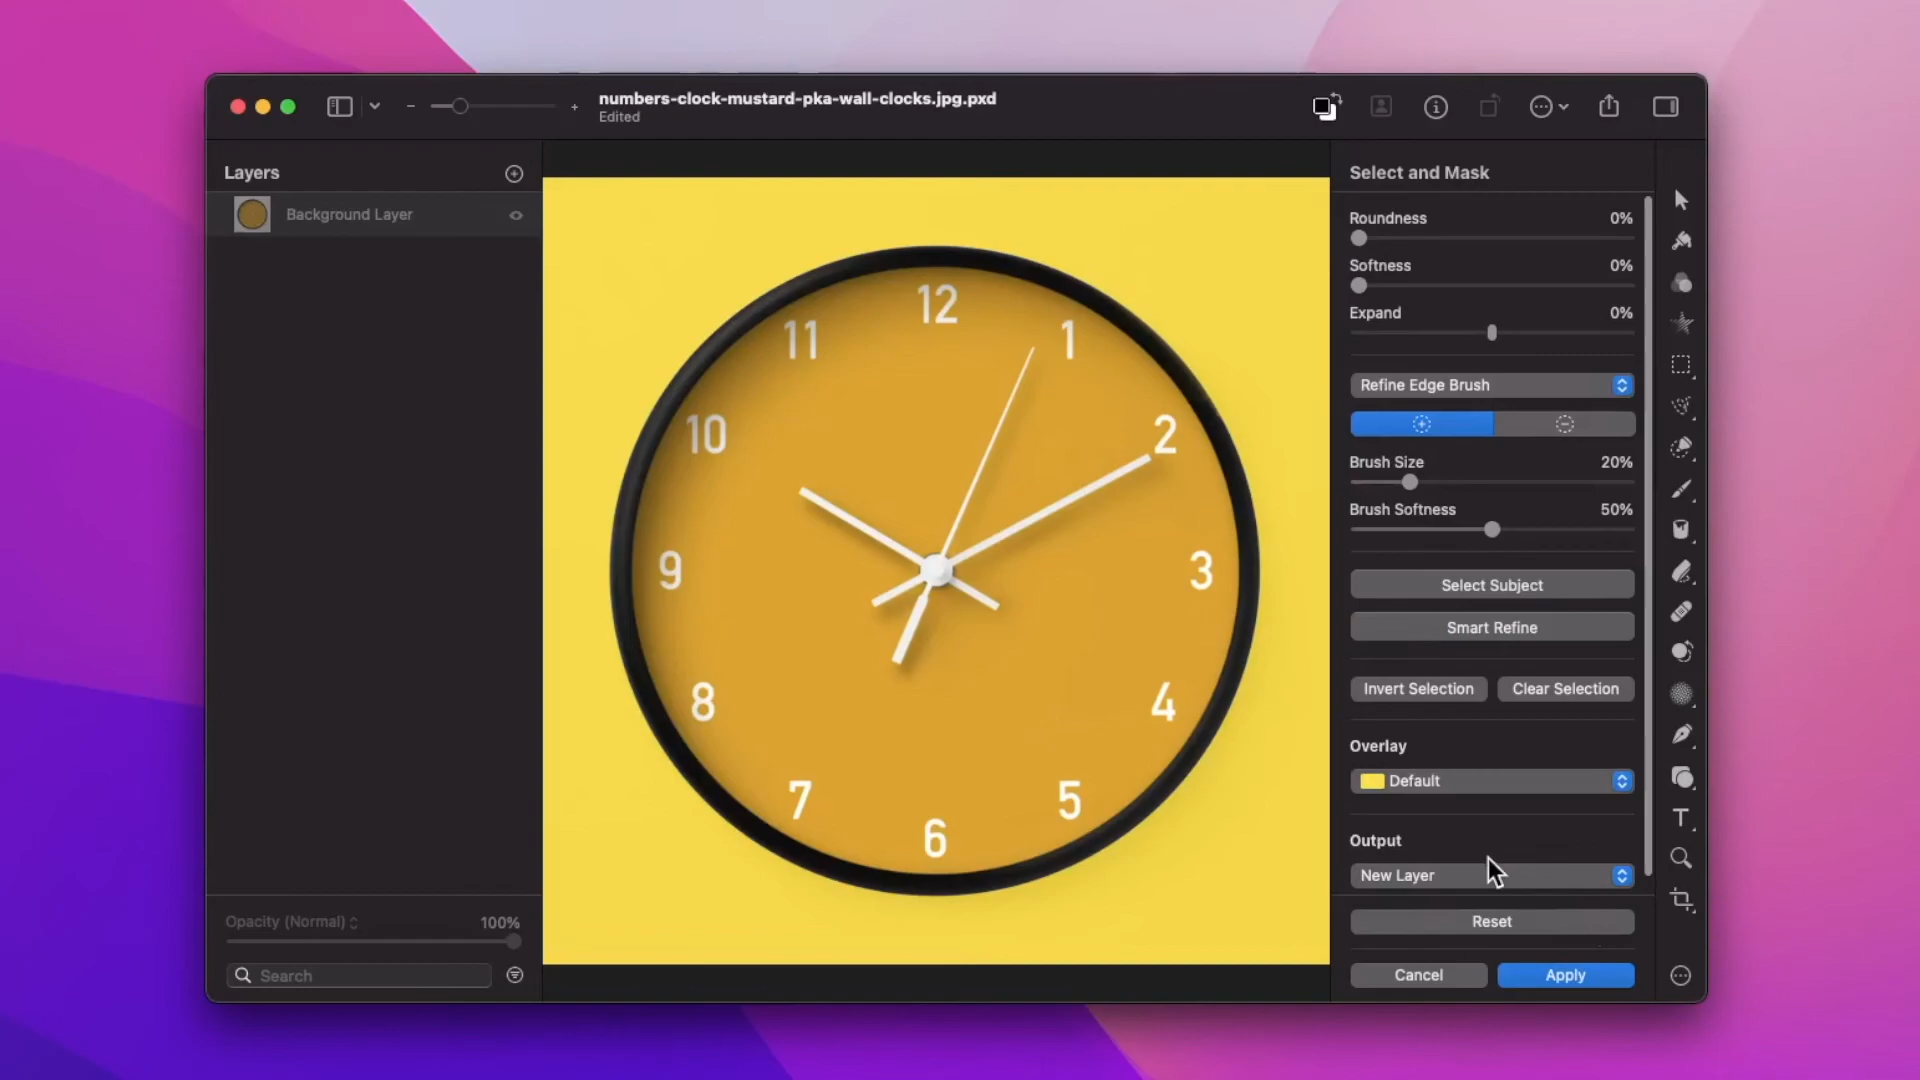 numbers-clock-mustard-pka-wall-clocks.jpg.pxd
Edited
Layers
Background Layer
Opacity (Normal)
100%
Search
12
11
1
10
2
9
3
8
4
7
5
6
Select and Mask
Roundness 0%
Softness 0%
Expand 0%
Refine Edge Brush
Brush Size 20%
Brush Softness 50%
Select Subject
Smart Refine
Invert Selection Clear Selection
Overlay
Default
Output
New Layer
Reset
Cancel Apply
T